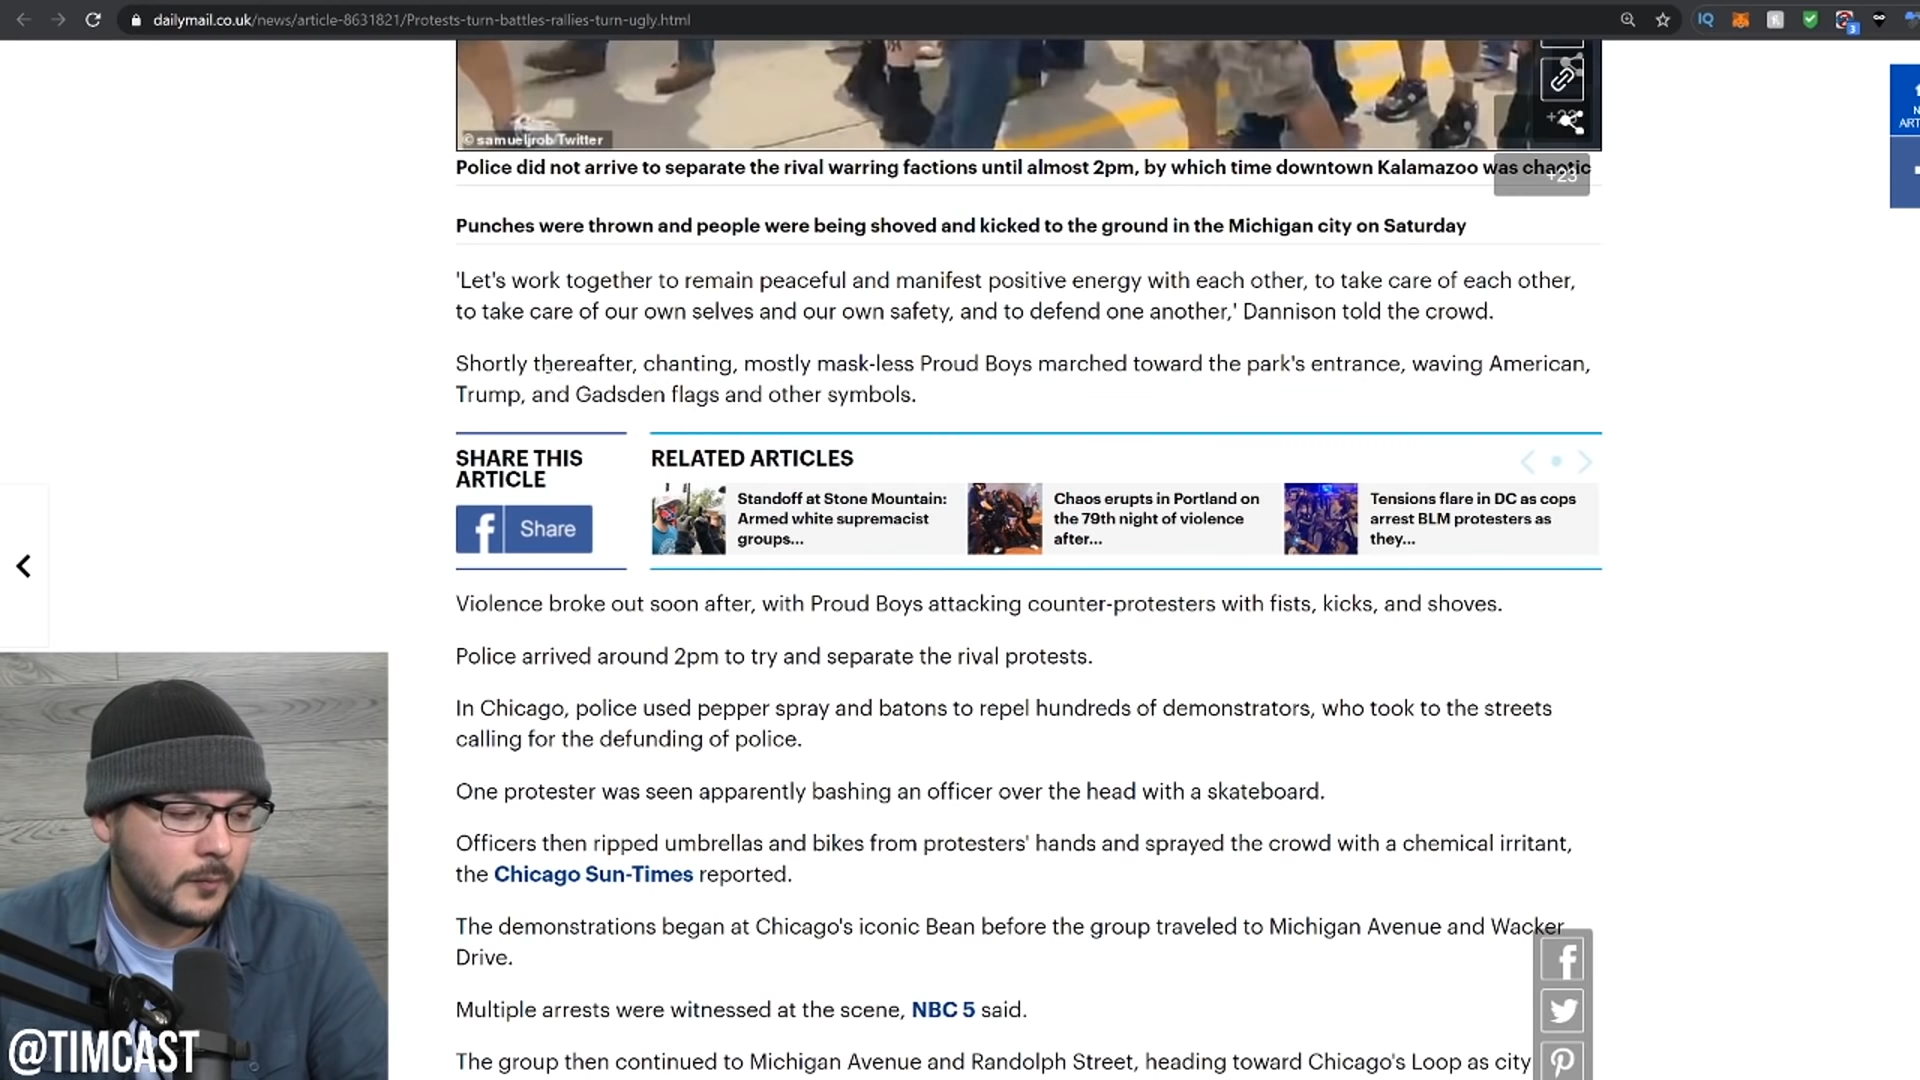 dailymail.co.uk/news/article-8631821/Protests-turn-battles-rallies-turn-ugly.html
IQ
3
© samueljrob/Twitter
Police did not arrive to separate the rival warring factions until almost 2pm, by which time downtown Kalamazoo was chaotic
+23
Punches were thrown and people were being shoved and kicked to the ground in the Michigan city on Saturday
'Let's work together to remain peaceful and manifest positive energy with each other, to take care of each other,
to take care of our own selves and our own safety, and to defend one another,' Dannison told the crowd.
Shortly thereafter, chanting, mostly mask-less Proud Boys marched toward the park's entrance, waving American,
Trump, and Gadsden flags and other symbols.
SHARE THIS
ARTICLE
Share
RELATED ARTICLES
Standoff at Stone Mountain:
Armed white supremacist
groups...
Chaos erupts in Portland on
the 79th night of violence
after...
Tensions flare in DC as cops
arrest BLM protesters as
they...
Violence broke out soon after, with Proud Boys attacking counter-protesters with fists, kicks, and shoves.
Police arrived around 2pm to try and separate the rival protests.
In Chicago, police used pepper spray and batons to repel hundreds of demonstrators, who took to the streets
calling for the defunding of police.
One protester was seen apparently bashing an officer over the head with a skateboard.
Officers then ripped umbrellas and bikes from protesters' hands and sprayed the crowd with a chemical irritant,
the Chicago Sun-Times reported.
The demonstrations began at Chicago's iconic Bean before the group traveled to Michigan Avenue and Wacker
Drive.
Multiple arrests were witnessed at the scene, NBC 5 said.
The group then continued to Michigan Avenue and Randolph Street, heading toward Chicago's Loop as city
@TIMCAST